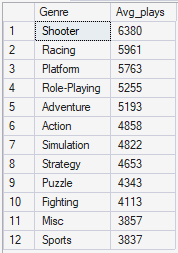 Genre Avg_plays
1 Shooter 6380
2 Racing 5961
3 Platform 5763
4 Role-Playing 5255
5 Adventure 5193
6 Action 4858
7 Simulation 4822
8 Strategy 4653
9 Puzzle 4343
10 Fighting 4113
11 Misc 3857
12 Sports 3837